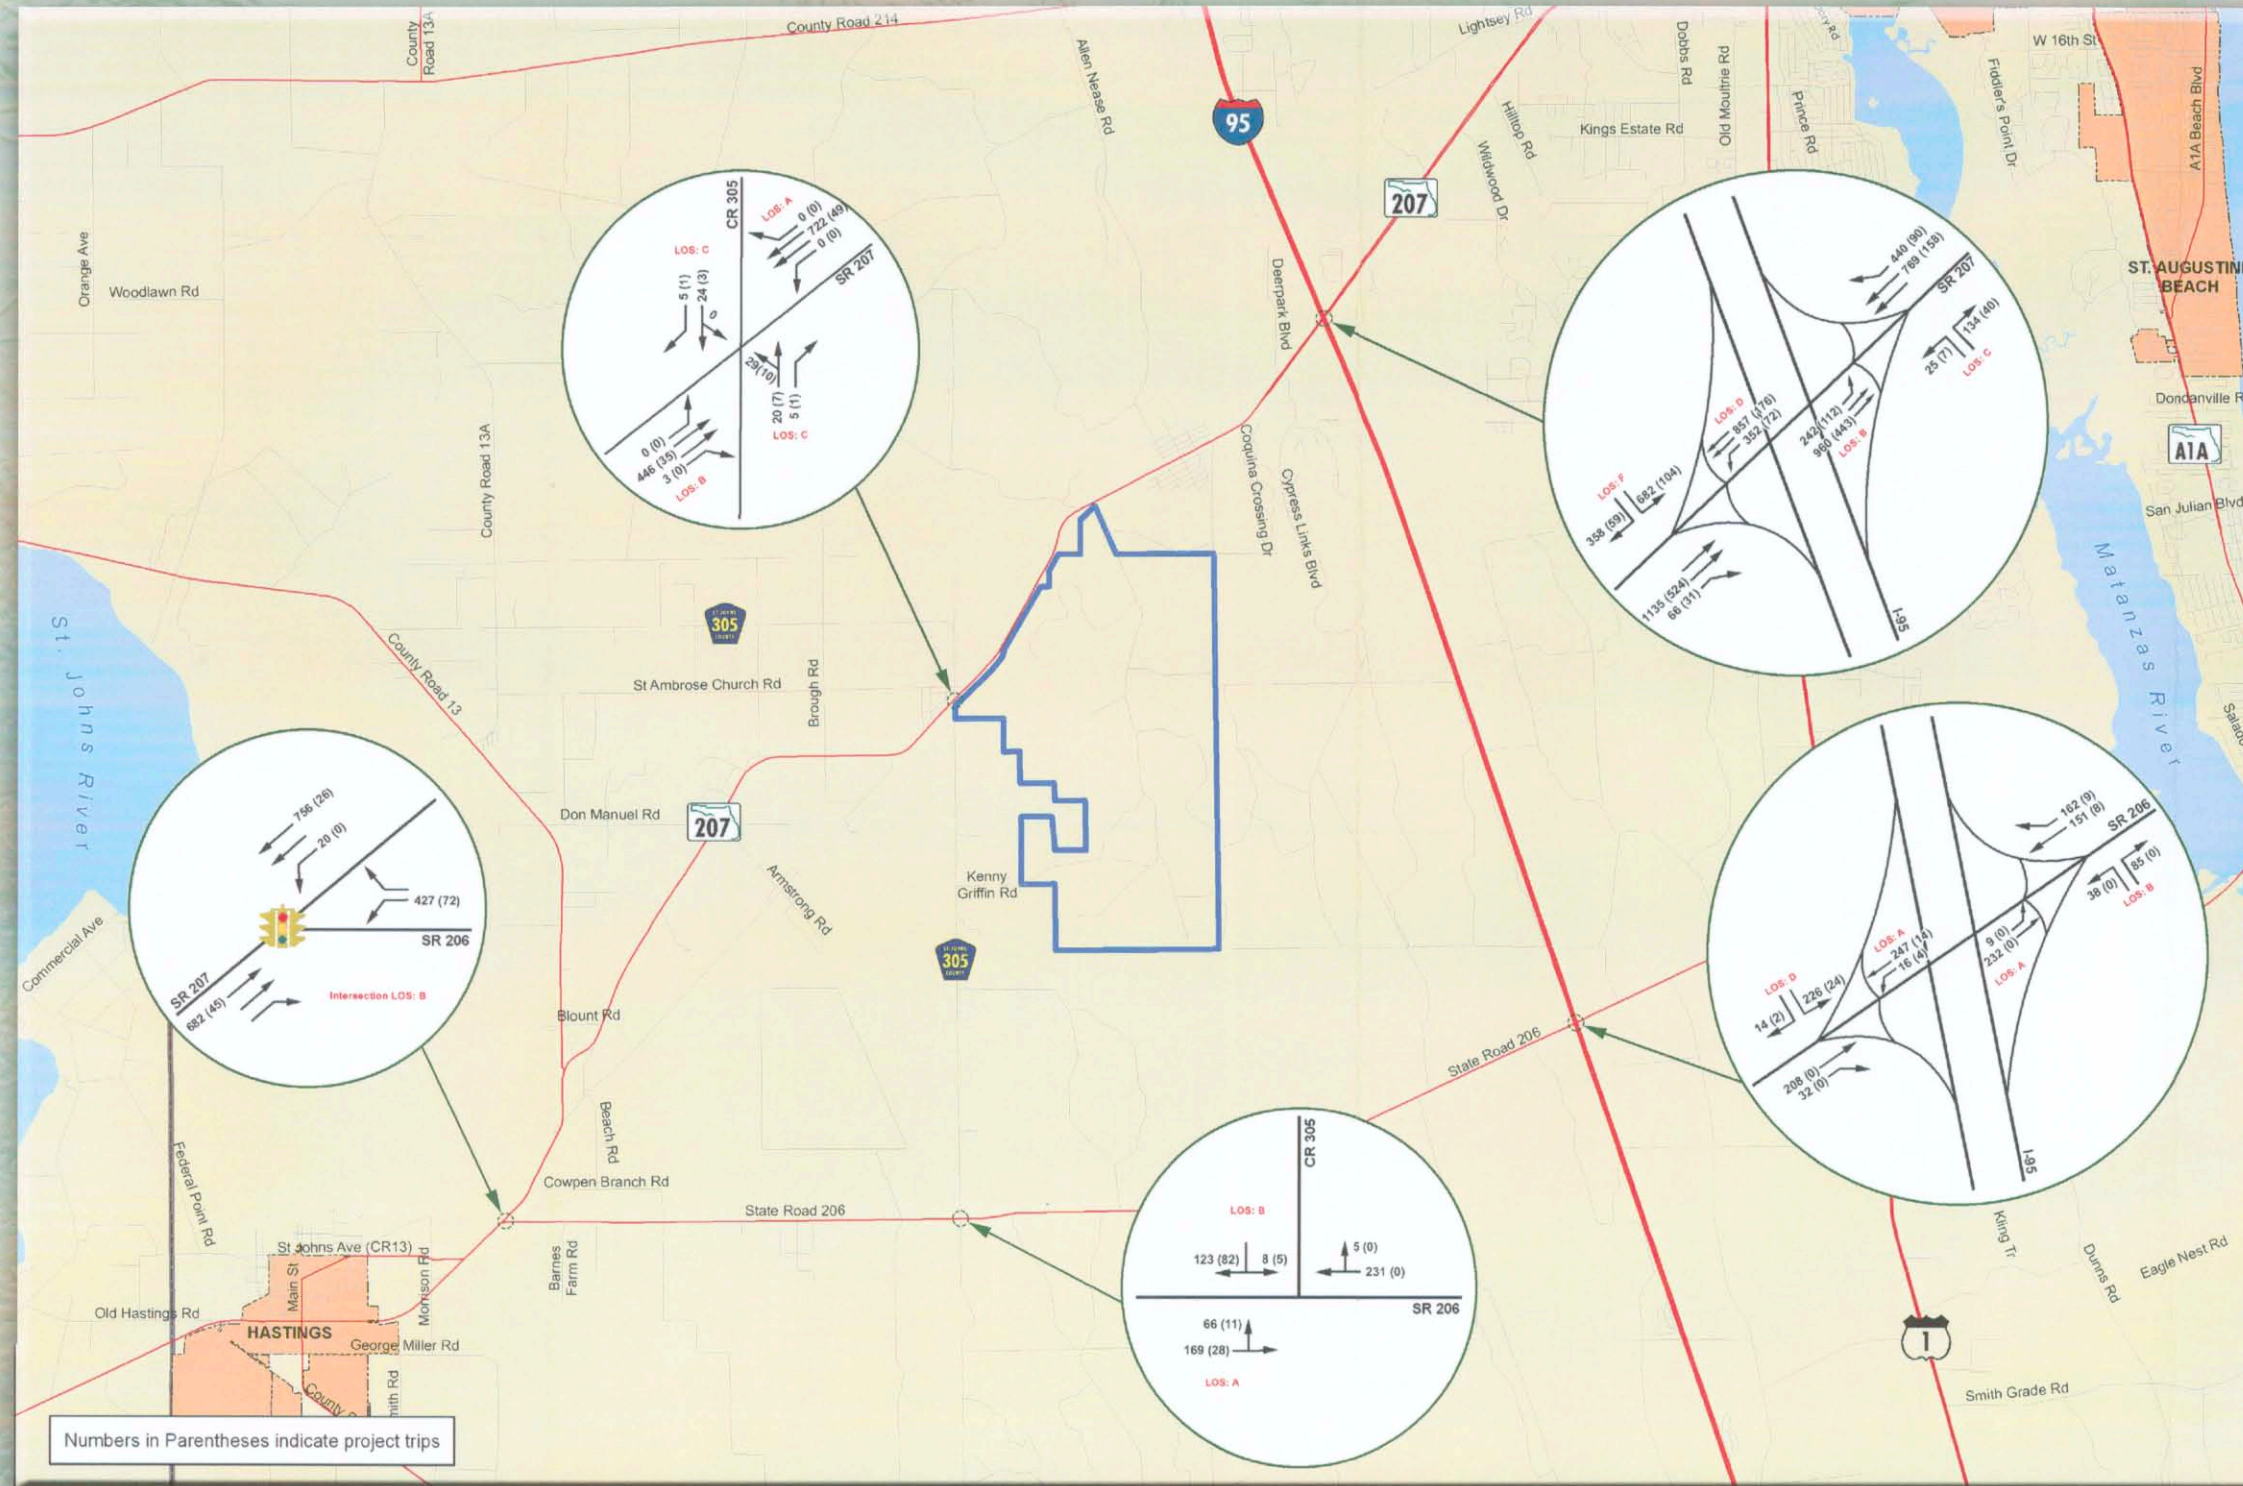 County
Road 13A
County Road 214
Allen Nease Rd
95
Lightsey Rd
Hilltop Rd
Wildwood Dr
207
Dobbs Rd
Old Moultrie Rd
Kings Estate Rd
Prince Rd
W 16th St
Fiddler's Point Dr
A1A Beach Blvd
Orange Ave
Woodlawn Rd
CR 305
LOS: A
0 (0)
722 (49)
0 (0)
SR 207
LOS: C
5 (1)
24 (3)
0
29(10)
20 (7)
5 (1)
LOS: C
0 (0)
446 (35)
3 (0)
LOS: B
Deerpark Blvd
440 (90)
769 (158)
SR 207
134 (40)
25 (7)
LOS: C
LOS: D
857 (176)
352 (72)
242 (112)
960 (443)
LOS: B
LOS: F
682 (104)
358 (59)
1135 (524)
66 (31)
I-95
ST. AUGUSTIN
BEACH
Dondanville R
A1A
San Julian Blvd
Matanzas River
Salado
County Road 13A
Coquina Crossing Dr
Cypress Links Blvd
St. Johns River
County Road 13
ST JOHNS
305
COUNTY
St Ambrose Church Rd
Brough Rd
Don Manuel Rd
207
Armstrong Rd
Kenny
Griffin Rd
ST JOHNS
305
COUNTY
756 (26)
20 (0)
427 (72)
SR 206
SR 207
682 (45)
Intersection LOS: B
Commercial Ave
Blount Rd
Beach Rd
Cowpen Branch Rd
State Road 206
State Road 206
162 (9)
151 (8)
SR 206
85 (0)
38 (0)
LOS: B
LOS: A
247 (14)
16 (4)
9 (0)
232 (0)
LOS: A
LOS: D
226 (24)
14 (2)
208 (0)
32 (0)
I-95
CR 305
LOS: B
123 (82)
8 (5)
5 (0)
231 (0)
SR 206
66 (11)
169 (28)
LOS: A
Federal Point Rd
St Johns Ave (CR13)
Main St
Morrison Rd
Barnes
Farm Rd
Old Hastings Rd
HASTINGS
George Miller Rd
mith Rd
County
Kling Tr
Dunns Rd
Eagle Nest Rd
1
Smith Grade Rd
Numbers in Parentheses indicate project trips